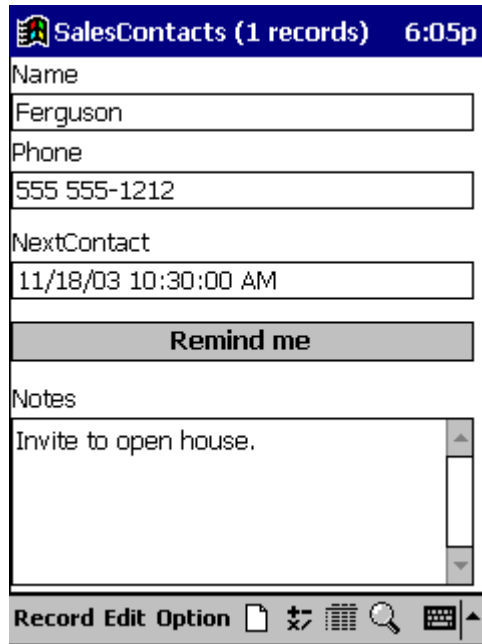 SalesContacts (1 records) 6:05p
Name
Ferguson
Phone
555 555-1212
NextContact
11/18/03 10:30:00 AM
Remind me
Notes
Invite to open house.
Record Edit Option